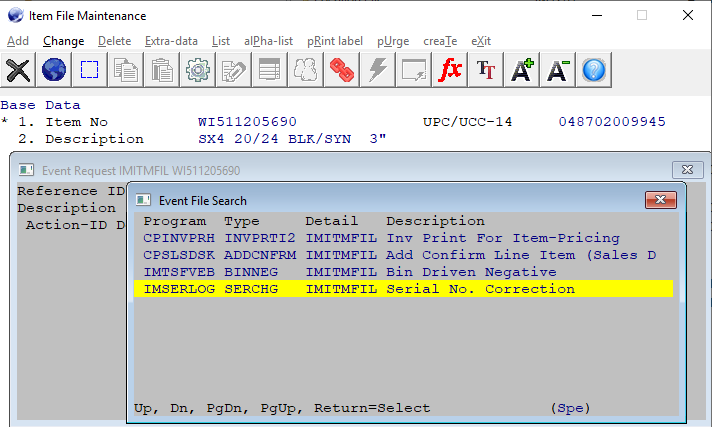 Item File Maintenance
Add Change Delete Extra-data List alPha-list pRint label pUrge creaTe eXit
fx TT A+ A- ?
Base Data
* 1. Item No WI511205690 UPC/UCC-14 048702009945
2. Description SX4 20/24 BLK/SYN 3"
Event Request IMITMFIL WI511205690
Reference ID
Description
Action-ID D
Event File Search
Program Type Detail Description
CPINVPRH INVPRTI2 IMITMFIL Inv Print For Item-Pricing
CPSLSDSK ADDCNFRM IMITMFIL Add Confirm Line Item (Sales D
IMTSFVEB BINNEG IMITMFIL Bin Driven Negative
IMSERLOG SERCHG IMITMFIL Serial No. Correction
Up, Dn, PgDn, PgUp, Return=Select (Spe)